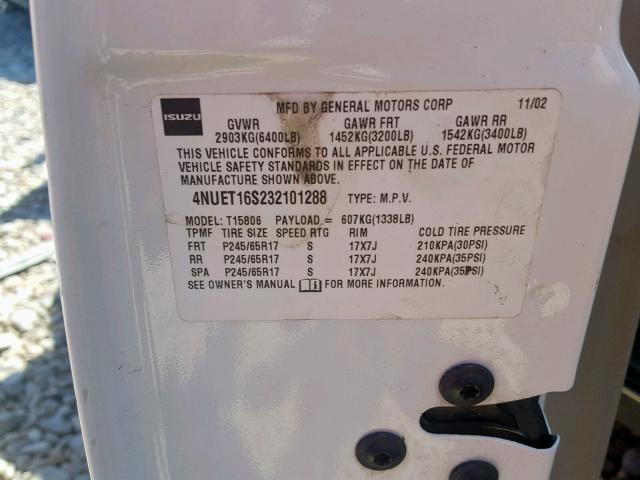 ISUZU
MFD BY GENERAL MOTORS CORP 11/02
GVWR GAWR FRT GAWR RR
2903KG(6400LB) 1452KG(3200LB) 1542KG(3400LB)
THIS VEHICLE CONFORMS TO ALL APPLICABLE U.S. FEDERAL MOTOR
VEHICLE SAFETY STANDARDS IN EFFECT ON THE DATE OF
MANUFACTURE SHOWN ABOVE.
4NUET16S232101288 TYPE: M.P.V.
MODEL: T15806 PAYLOAD = 607KG(1338LB)
TPMF TIRE SIZE SPEED RTG RIM COLD TIRE PRESSURE
FRT P245/65R17 S 17X7J 210KPA(30PSI)
RR P245/65R17 S 17X7J 240KPA(35PSI)
SPA P245/65R17 S 17X7J 240KPA(35PSI)
SEE OWNER'S MANUAL FOR MORE INFORMATION.